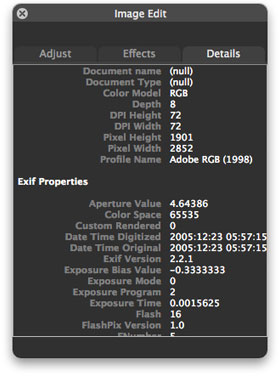 Image Edit
Adjust Effects Details
Document name (null)
Document Type (null)
Color Model RGB
Depth 8
DPI Height 72
DPI Width 72
Pixel Height 1901
Pixel Width 2852
Profile Name Adobe RGB (1998)
Exif Properties
Aperture Value 4.64386
Color Space 65535
Custom Rendered 0
Date Time Digitized 2005:12:23 05:57:15
Date Time Original 2005:12:23 05:57:15
Exif Version 2.2.1
Exposure Bias Value -0.3333333
Exposure Mode 0
Exposure Program 2
Exposure Time 0.0015625
Flash 16
FlashPix Version 1.0
FNumber 5